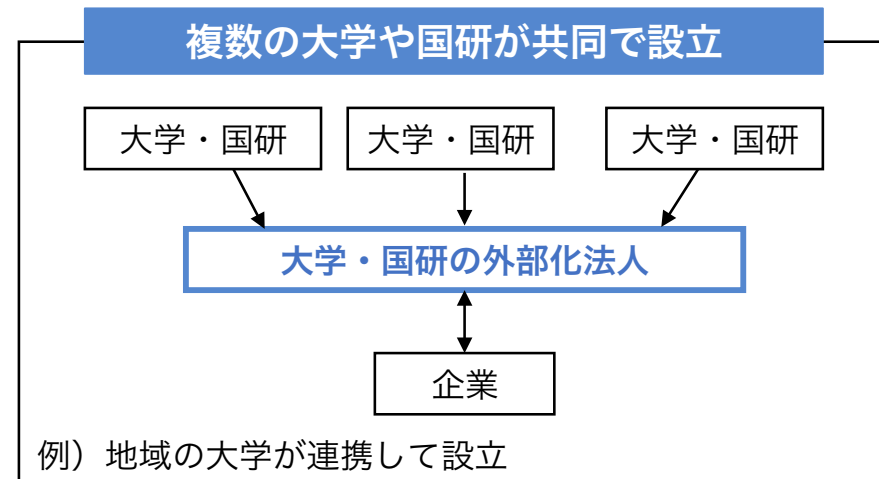 複数の大学や国研が共同で設立
大学・国研
大学・国研
大学・国研
大学・国研の外部化法人
企業
例）地域の大学が連携して設立